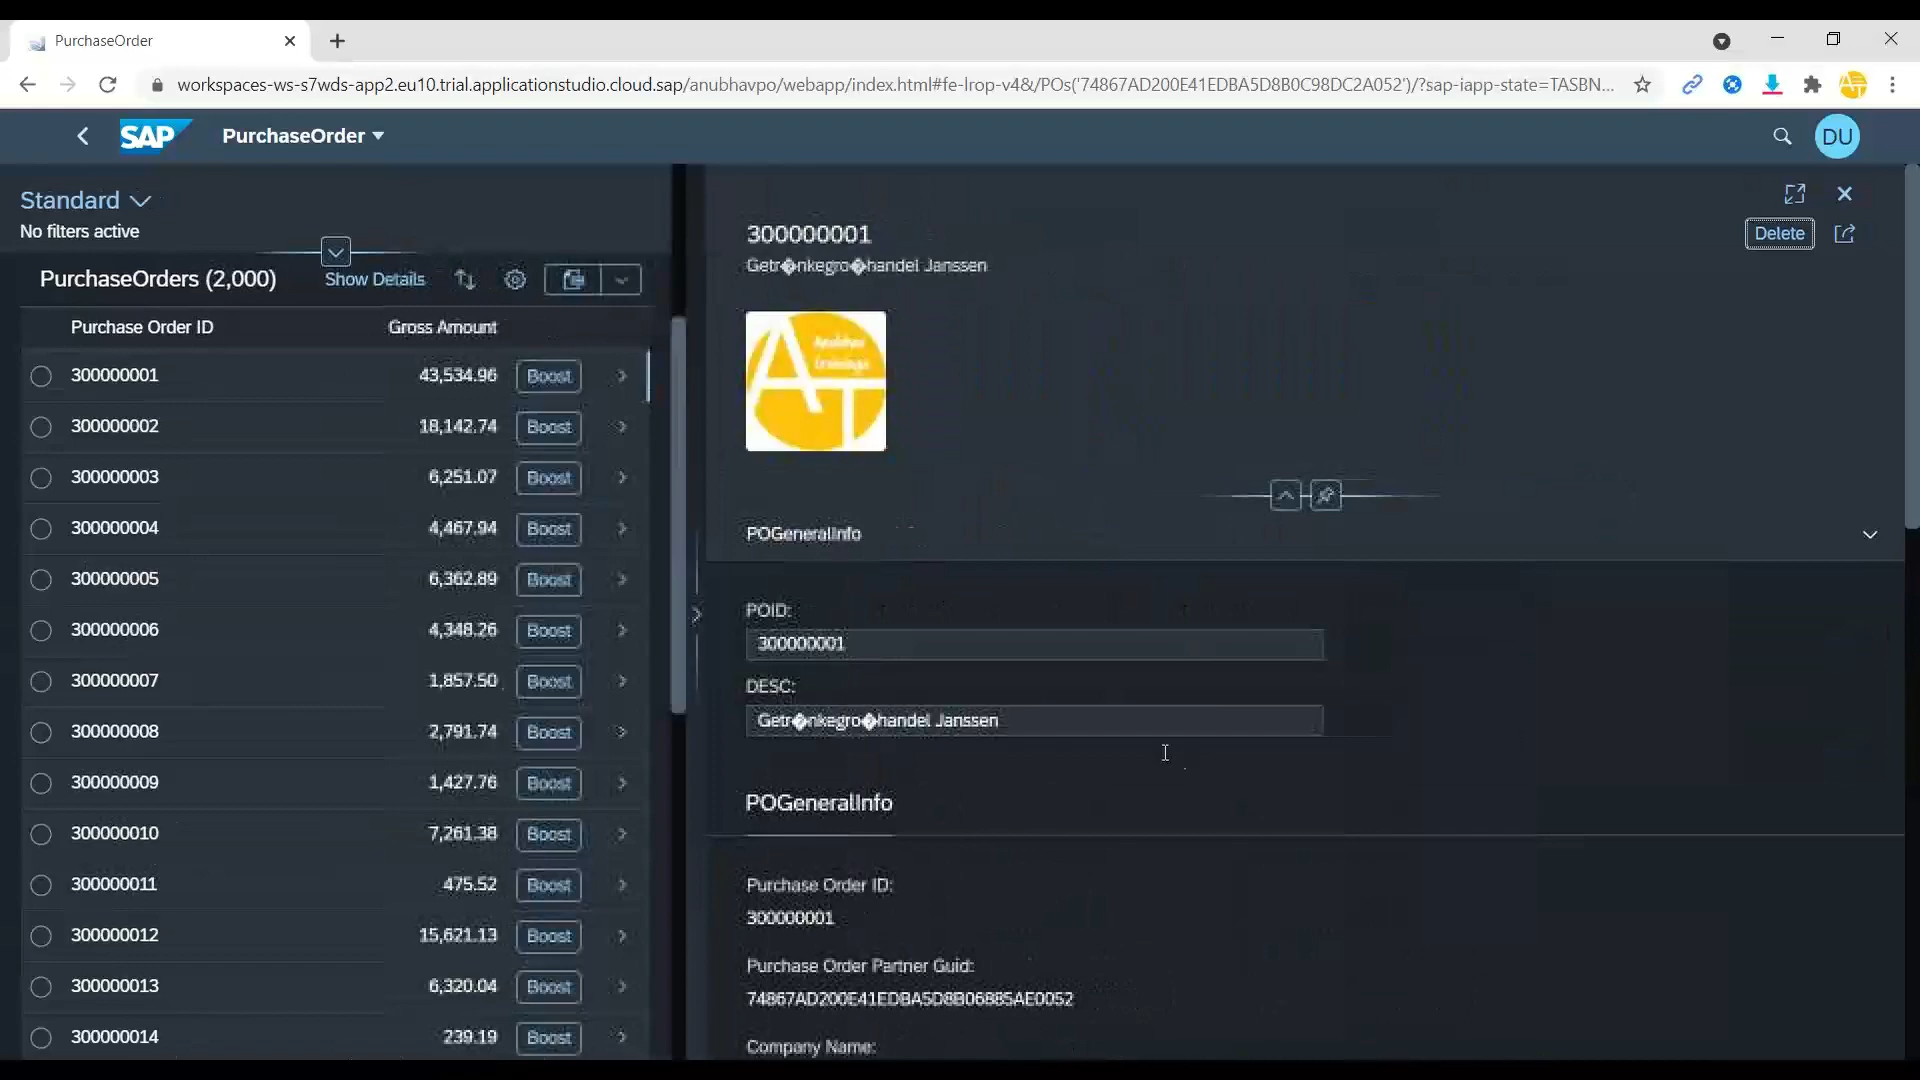 PurchaseOrder
workspaces-ws-s7wds-app2.eu10.trial.applicationstudio.cloud.sap/anubhavpo/webapp/index.html#fe-lrop-v4&/POs('74867AD200E41EDBA5D8B0C98DC2A052')/?sap-iapp-state=TASBN...
SAP PurchaseOrder DU
Standard
No filters active
PurchaseOrders (2,000) Show Details
Purchase Order ID Gross Amount
300000001 43,534.96 Boost
300000002 18,142.74 Boost
300000003 6,251.07 Boost
300000004 4,467.94 Boost
300000005 6,362.89 Boost
300000006 4,348.26 Boost
300000007 1,857.50 Boost
300000008 2,791.74 Boost
300000009 1,427.76 Boost
300000010 7,261.38 Boost
300000011 475.52 Boost
300000012 15,621.13 Boost
300000013 6,320.04 Boost
300000014 239.19 Boost
300000001
Delete
Getr�nkegro�handel Janssen
Anubhav
Trainings
AT
POGeneralInfo
POID:
300000001
DESC:
Getr�nkegro�handel Janssen
POGeneralInfo
Purchase Order ID:
300000001
Purchase Order Partner Guid:
74867AD200E41EDBA5D8B06885AE0052
Company Name: